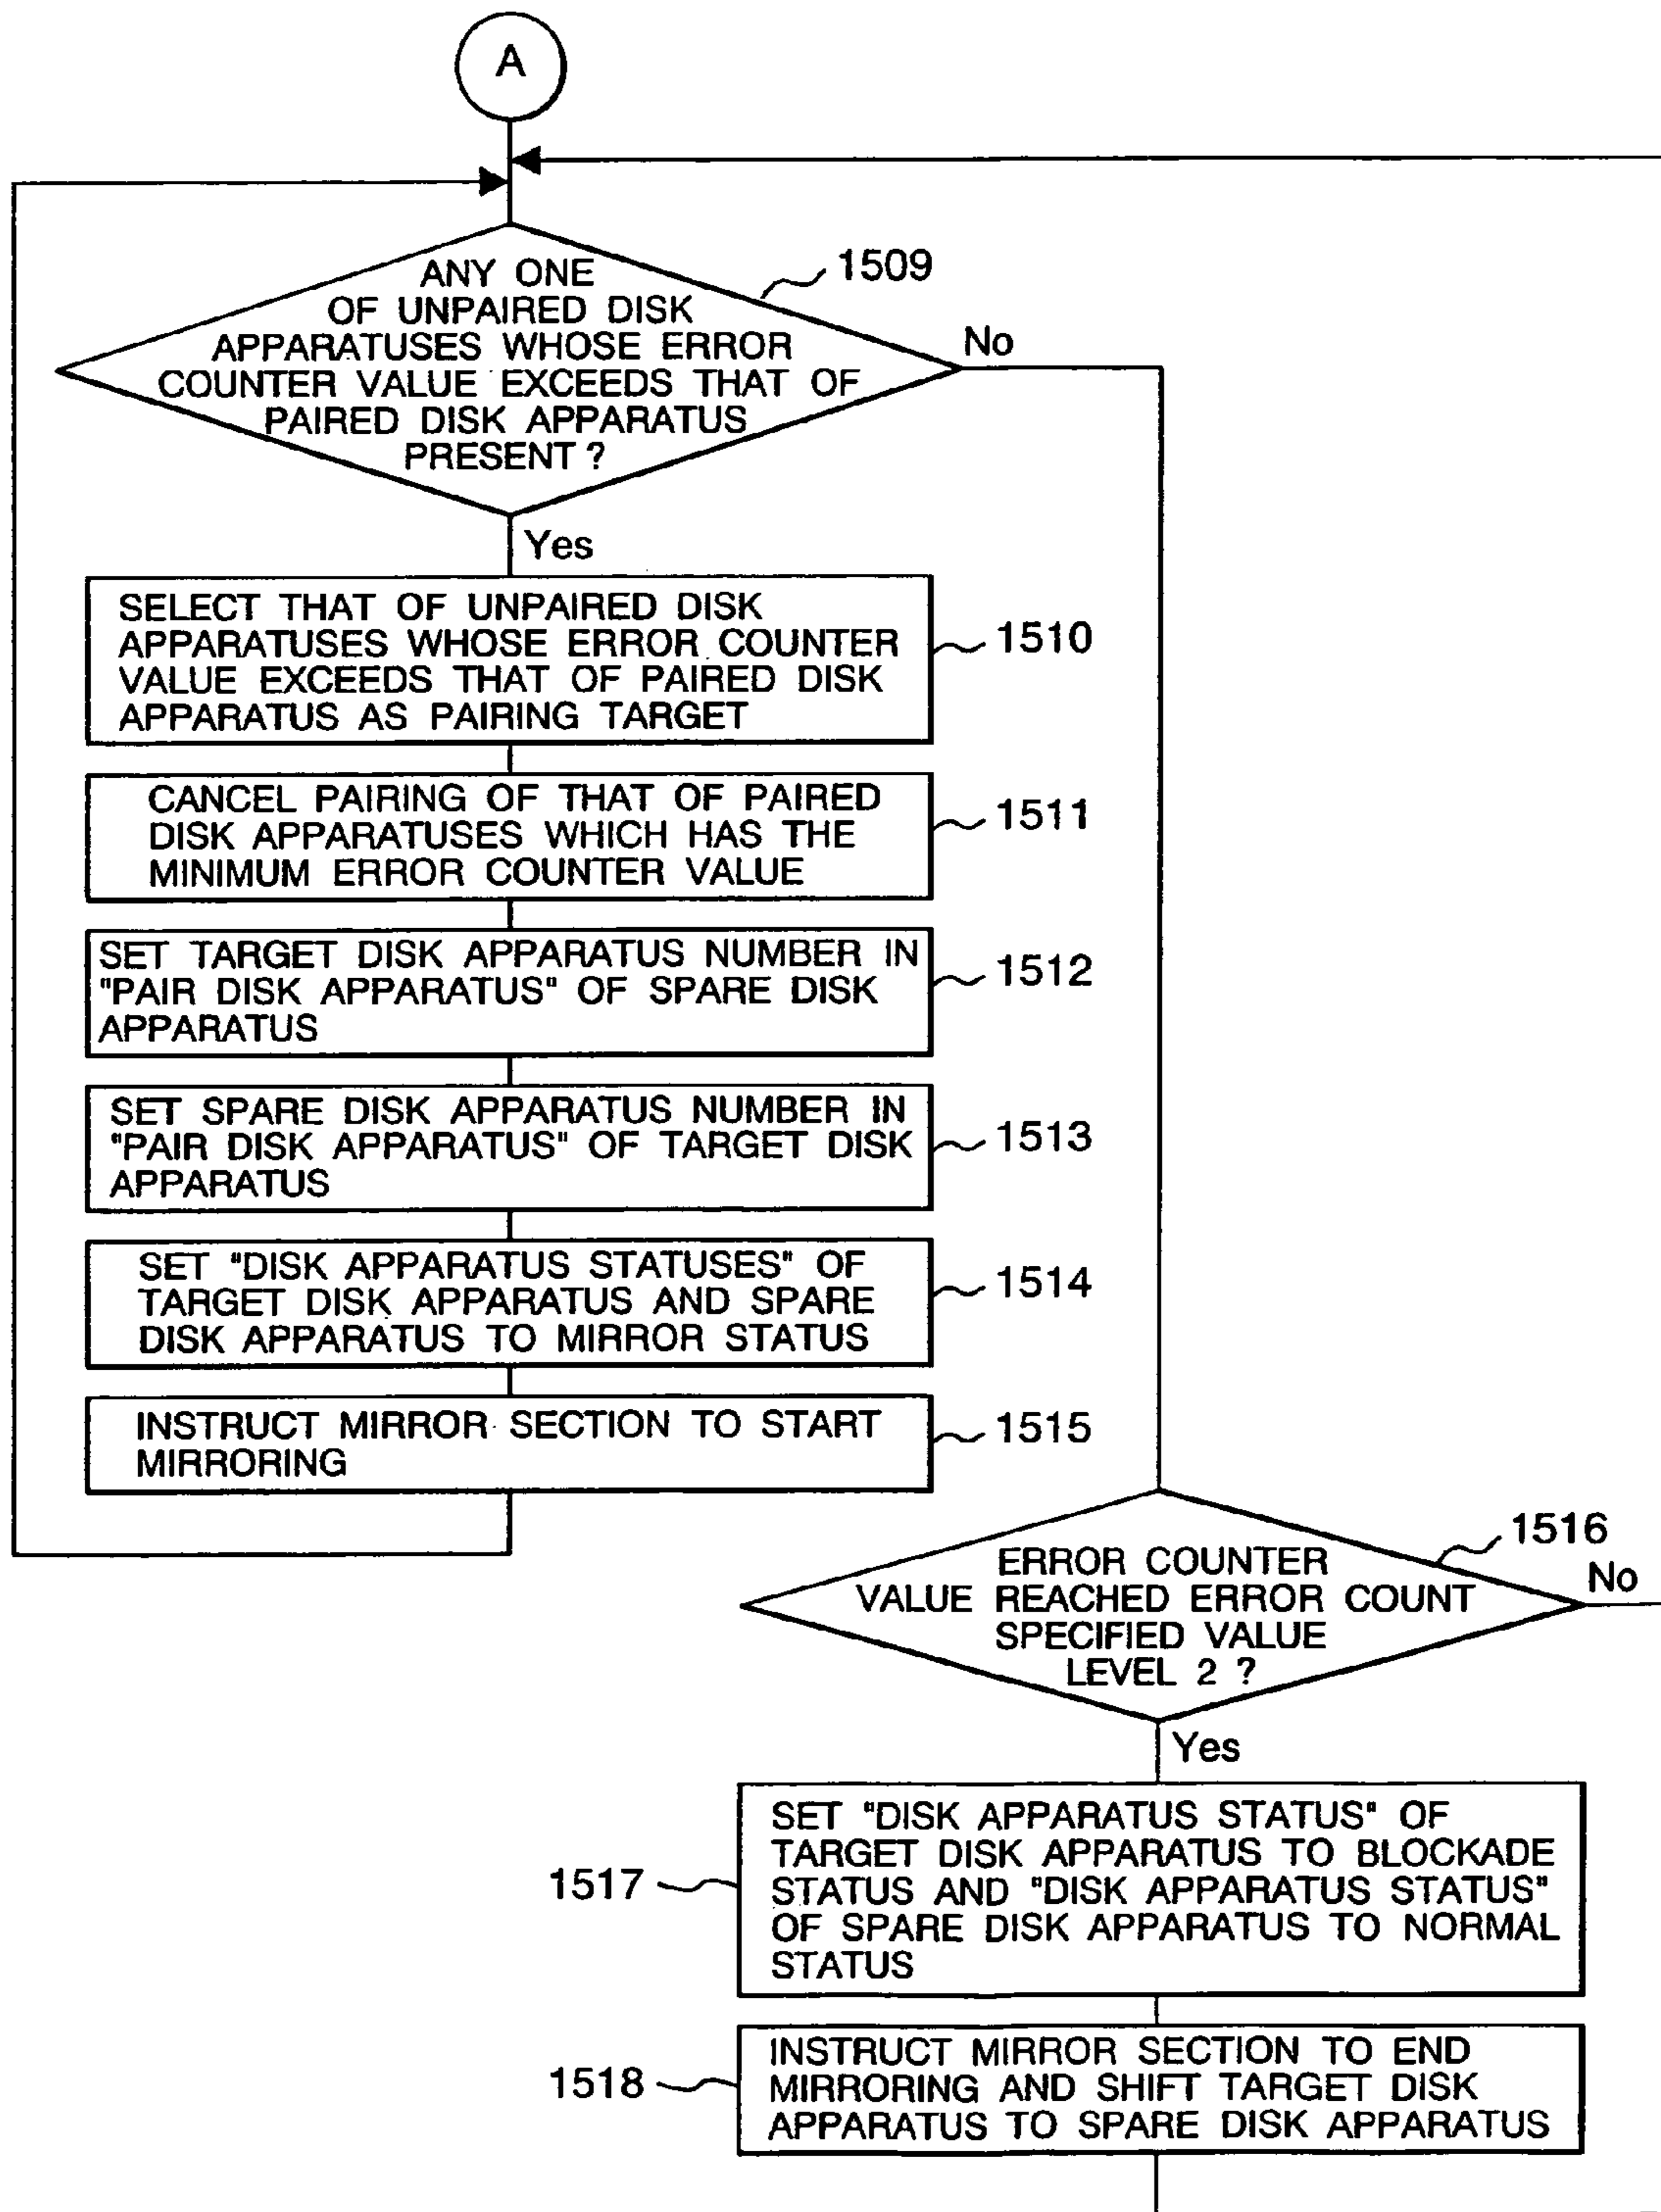 A
ANY ONE
OF UNPAIRED DISK
APPARATUSES WHOSE ERROR
COUNTER VALUE EXCEEDS THAT OF
PAIRED DISK APPARATUS
PRESENT ?
1509
No
Yes
SELECT THAT OF UNPAIRED DISK
APPARATUSES WHOSE ERROR COUNTER
VALUE EXCEEDS THAT OF PAIRED DISK
APPARATUS AS PAIRING TARGET
1510
CANCEL PAIRING OF THAT OF PAIRED
DISK APPARATUSES WHICH HAS THE
MINIMUM ERROR COUNTER VALUE
1511
SET TARGET DISK APPARATUS NUMBER IN
"PAIR DISK APPARATUS" OF SPARE DISK
APPARATUS
1512
SET SPARE DISK APPARATUS NUMBER IN
"PAIR DISK APPARATUS" OF TARGET DISK
APPARATUS
1513
SET "DISK APPARATUS STATUSES" OF
TARGET DISK APPARATUS AND SPARE
DISK APPARATUS TO MIRROR STATUS
1514
INSTRUCT MIRROR SECTION TO START
MIRRORING
1515
ERROR COUNTER
VALUE REACHED ERROR COUNT
SPECIFIED VALUE
LEVEL 2 ?
1516
No
Yes
SET "DISK APPARATUS STATUS" OF
TARGET DISK APPARATUS TO BLOCKADE
STATUS AND "DISK APPARATUS STATUS"
OF SPARE DISK APPARATUS TO NORMAL
STATUS
1517
INSTRUCT MIRROR SECTION TO END
MIRRORING AND SHIFT TARGET DISK
APPARATUS TO SPARE DISK APPARATUS
1518